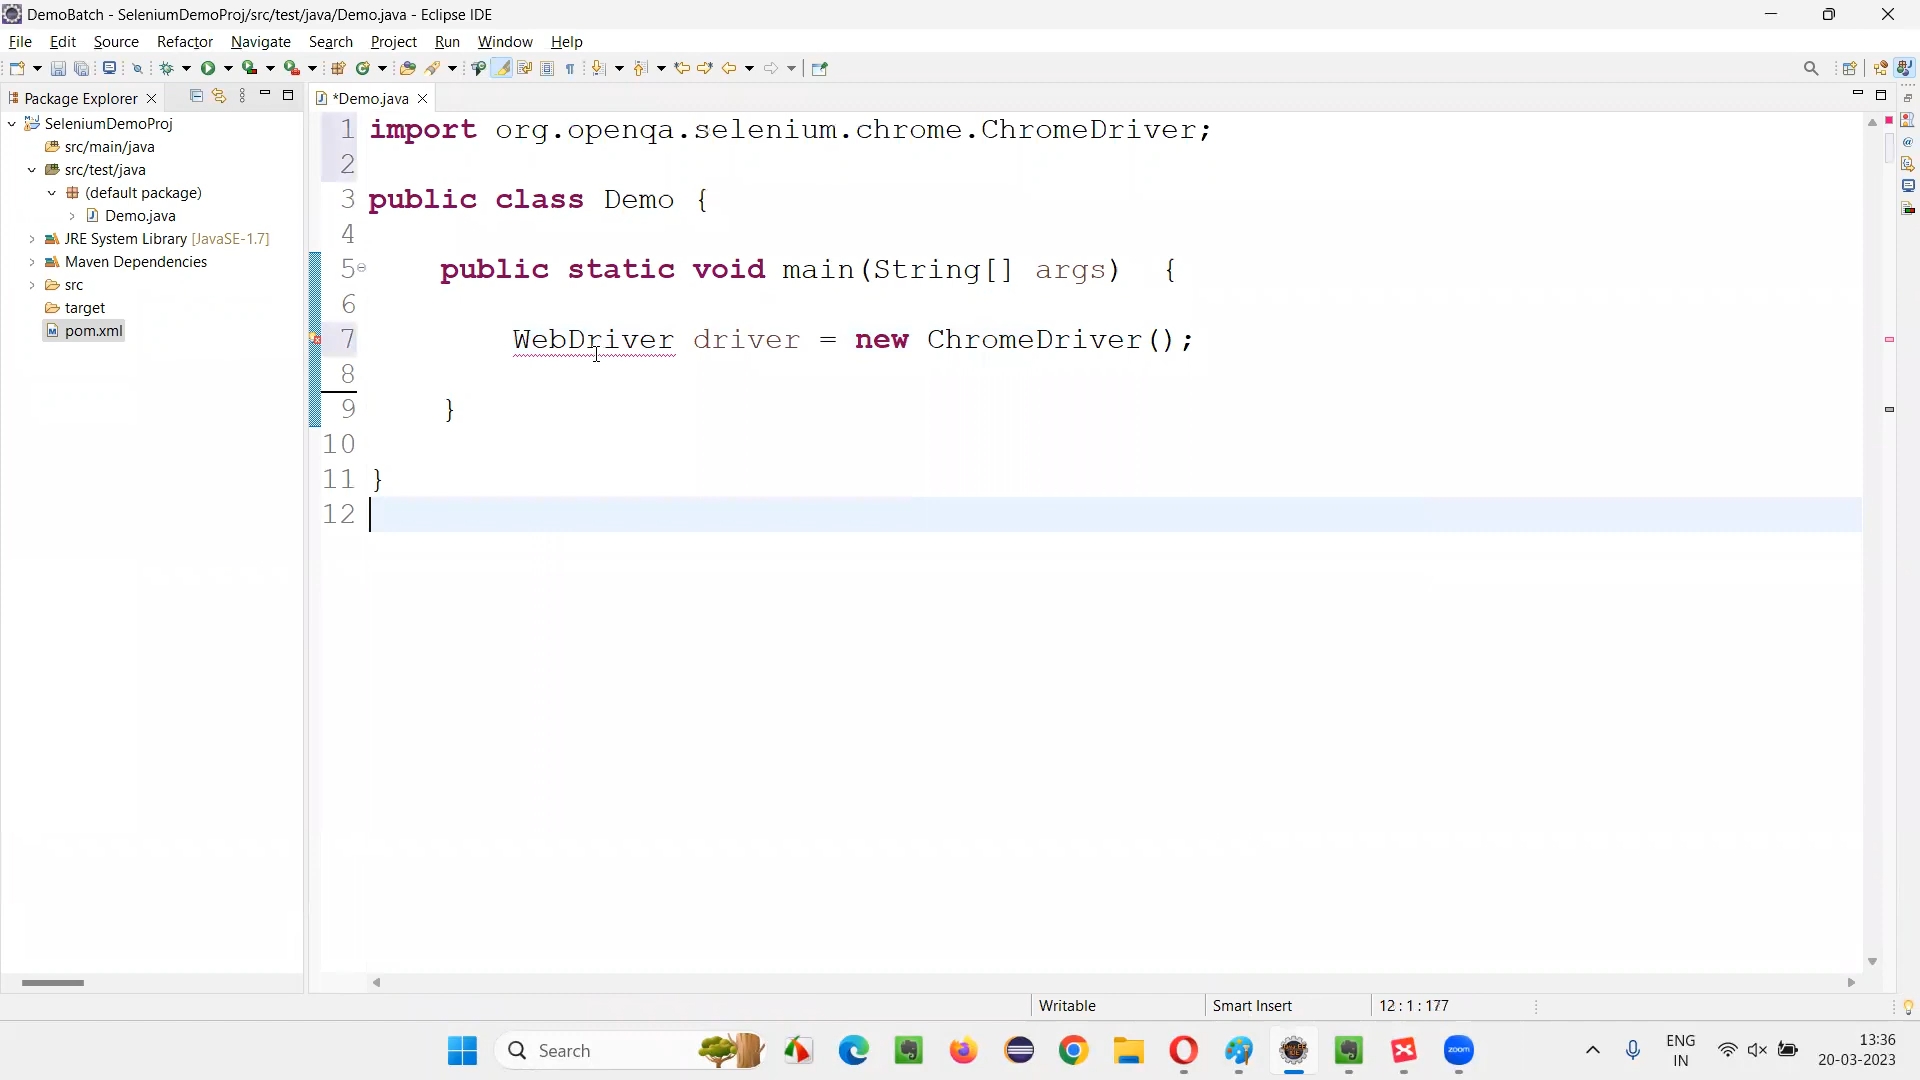 DemoBatch - SeleniumDemoProj/src/test/java/Demo.java - Eclipse IDE
File Edit Source Refactor Navigate Search Project Run Window Help
Package Explorer
*Demo.java
SeleniumDemoProj
src/main/java
src/test/java
(default package)
Demo.java
JRE System Library [JavaSE-1.7]
Maven Dependencies
src
target
pom.xml
1 import org.openqa.selenium.chrome.ChromeDriver;
2
3 public class Demo {
4
5 public static void main(String[] args) {
6
7 WebDriver driver = new ChromeDriver();
8
9 }
10
11 }
12
Writable Smart Insert 12 : 1 : 177
Search
zoom
ENG
IN
13:36
20-03-2023